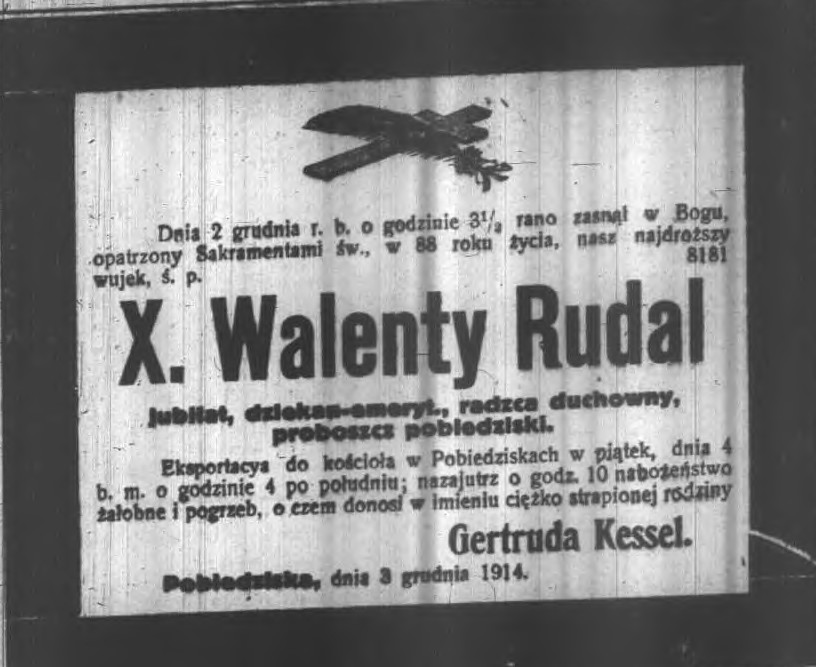 Dnia 2 grudnia r. b. o godzinie 3½ rano zasnął w Bogu,
opatrzony Sakramentami św., w 88 roku życia, nasz najdroższy
wujek, ś. p. 8181
X. Walenty Rudal
jubilat, dziekan-emeryt., radzca duchowny,
proboszcz pobiedziski.
Eksportacya do kościoła w Pobiedziskach w piątek, dnia 4
b. m. o godzinie 4 po południu; nazajutrz o godz. 10 nabożeństwo
żałobne i pogrzeb, o czem donosi w imieniu ciężko strapionej rodziny
Gertruda Kessel.
Pobiedziska, dnia 3 grudnia 1914.